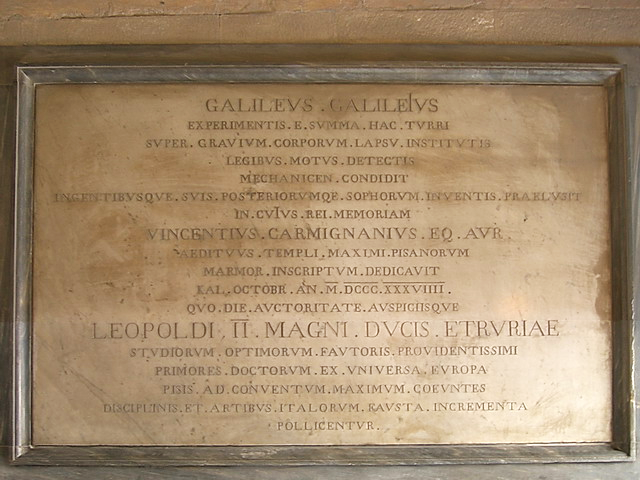 GALILEVS . GALILEIVS
EXPERIMENTIS . E . SVMMA . HAC . TVRRI
SVPER . GRAVIVM . CORPORVM . LAPSV . INSTITVTIS
LEGIBVS . MOTVS . DETECTIS
MECHANICEN . CONDIDIT
INGENTIBVSQVE . SVIS . POSTERIORVMQE . SOPHORVM . INVENTIS . PRAELVSIT
IN . CVIVS . REI . MEMORIAM
VINCENTIVS . CARMIGNANIVS . EQ . AVR .
AEDITVVS . TEMPLI . MAXIMI . PISANORVM
MARMOR . INSCRIPTVM . DEDICAVIT
KAL . OCTOBR . AN . M . DCCC . XXXVIIII .
QVO . DIE . AVCTORITATE . AVSPICIISQVE
LEOPOLDI . II . MAGNI . DVCIS . ETRVRIAE
STVDIORVM . OPTIMORVM . FAVTORIS . PROVIDENTISSIMI
PRIMORES . DOCTORVM . EX . VNIVERSA . EVROPA
PISIS . AD . CONVENTVM . MAXIMVM . COEVNTES
DISCIPLINIS . ET . ARTIBVS . ITALORVM . FAVSTA . INCREMENTA
POLLICENTVR .